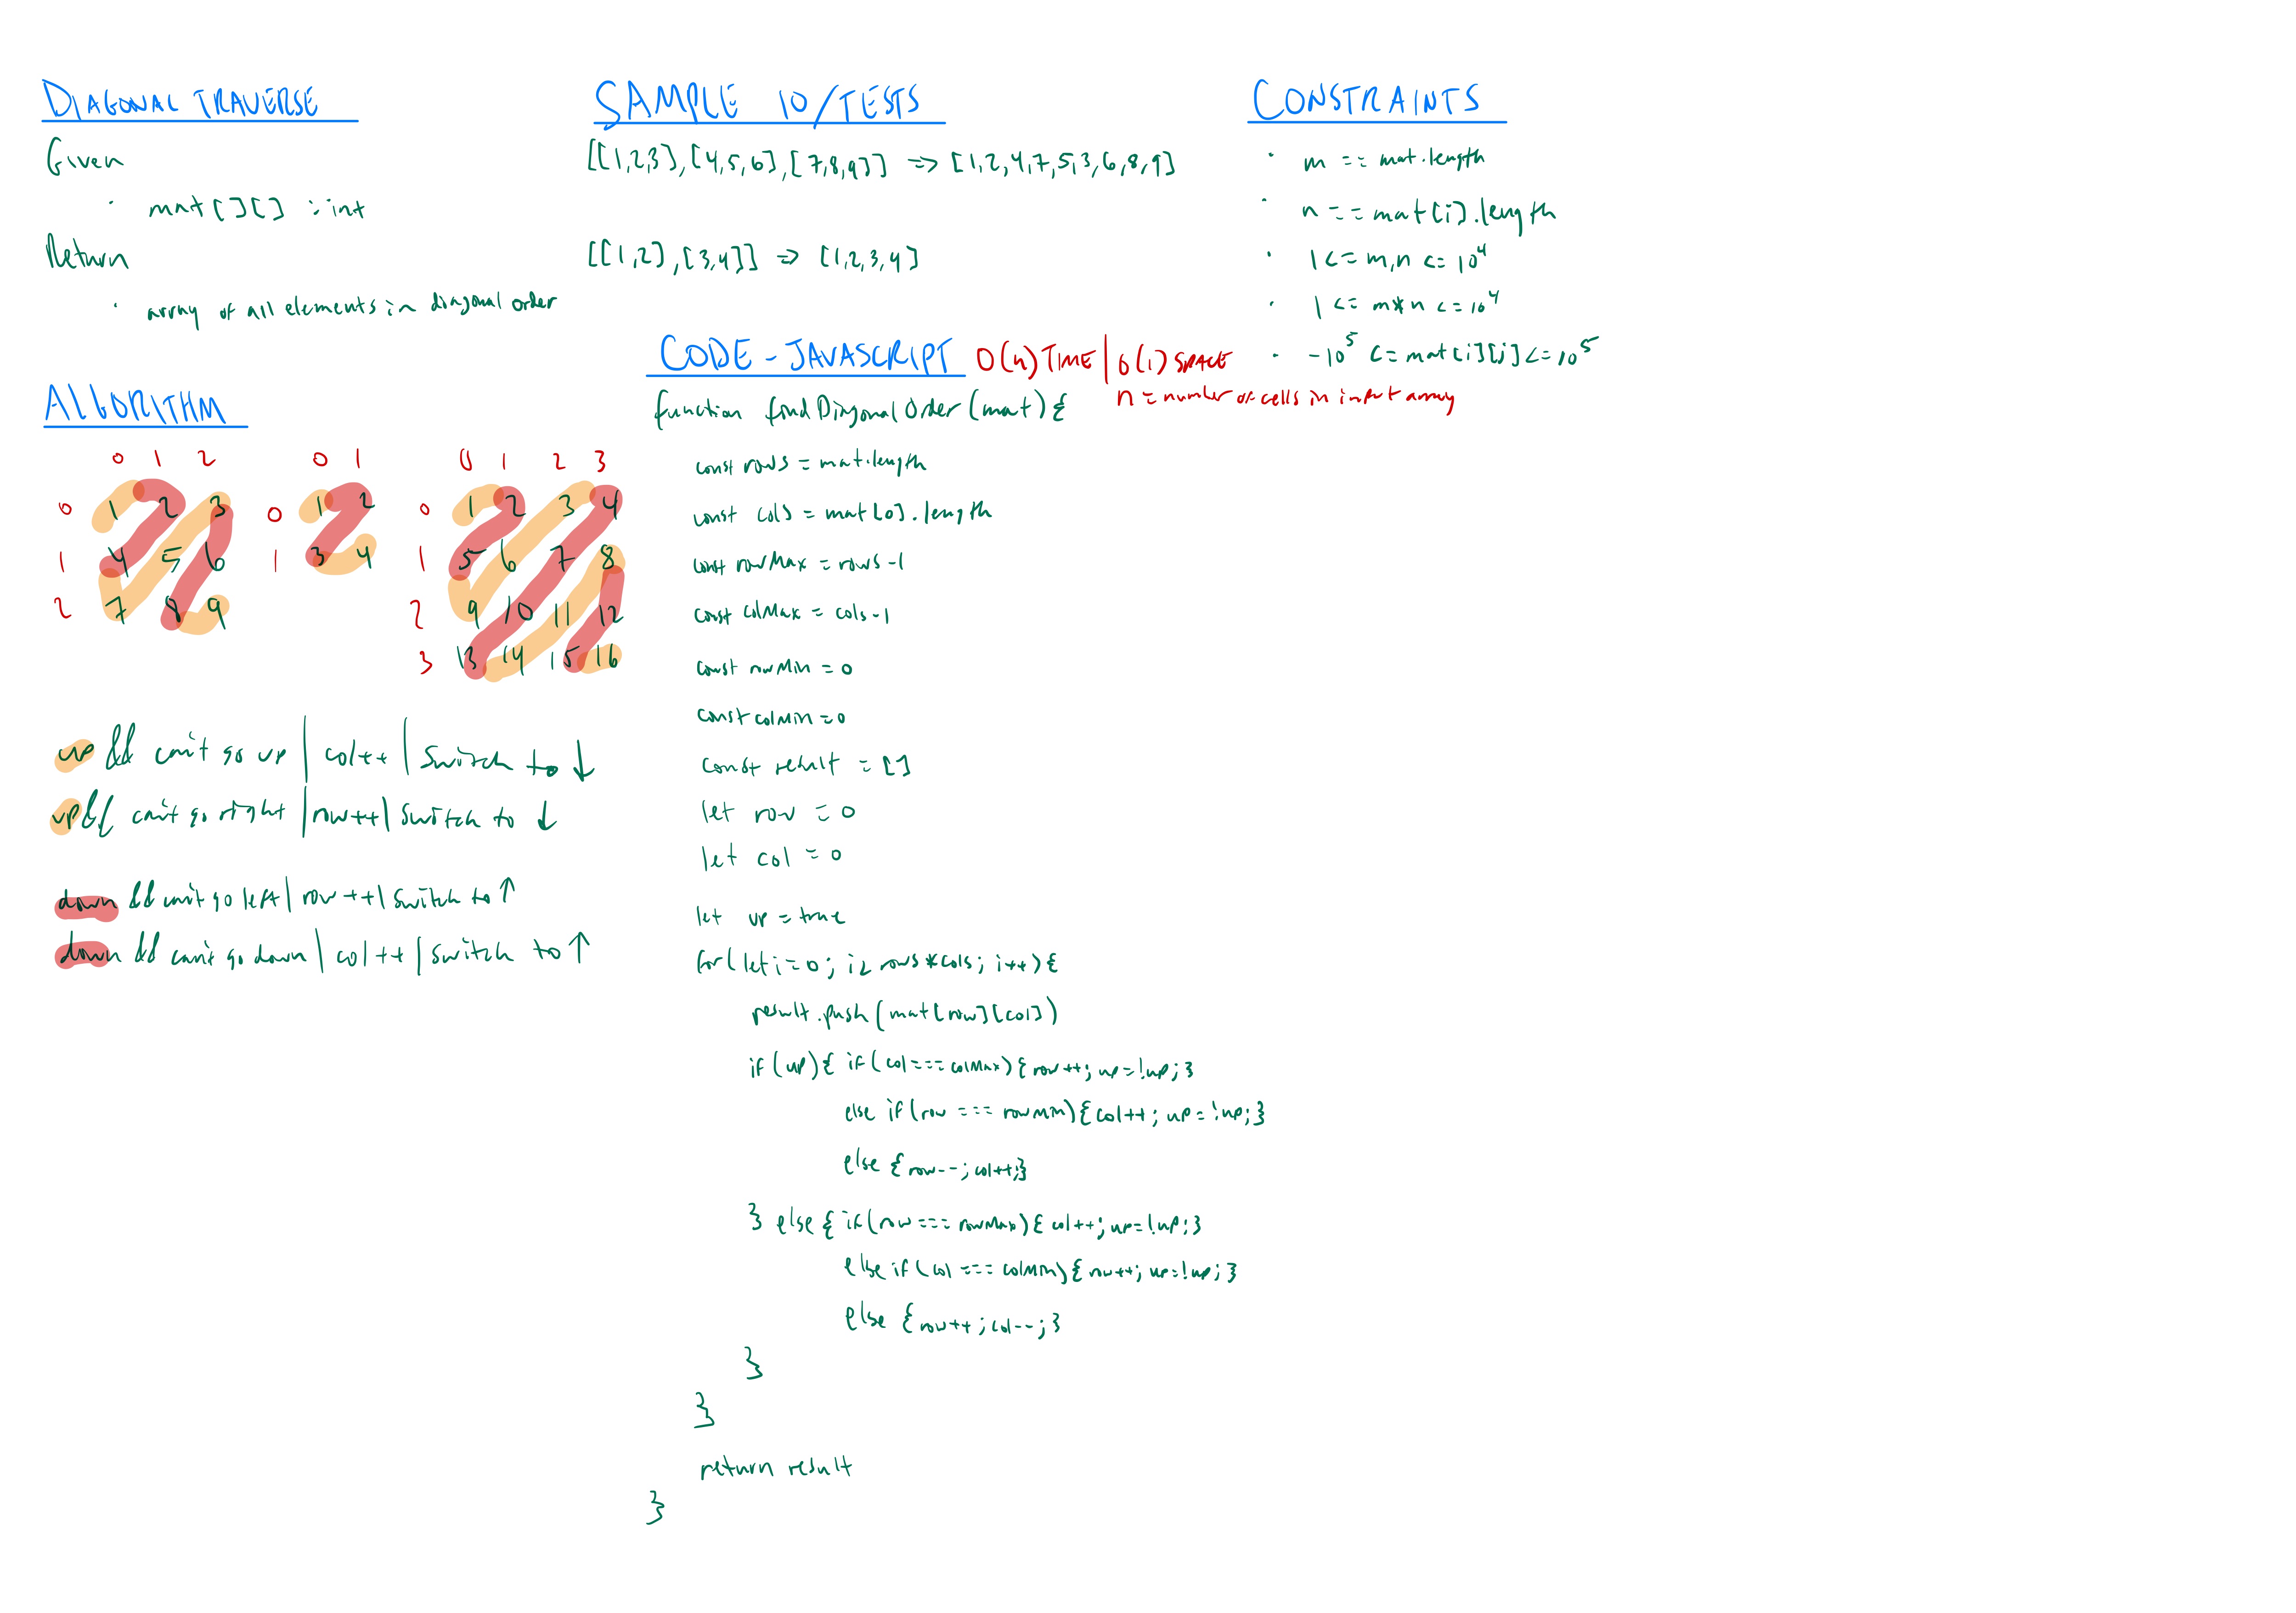 DIAGONAL TRAVERSE
Given
· mat[][] : int
Return
· array of all elements in diagonal order
ALGORITHM
0 1 2
0 1 2 3
1 4 5 6
2 7 8 9
0 1
0 1 2
1 3 4
0 1 2 3
0 1 2 3 4
1 5 6 7 8
2 9 10 11 12
3 13 14 15 16
up && can't go up | col++ | switch to ↓
up && can't go right | row++ | switch to ↓
down && can't go left | row++ | switch to ↑
down && can't go down | col++ | switch to ↑
SAMPLE IO/TESTS
[[1,2,3],[4,5,6],[7,8,9]] => [1,2,4,7,5,3,6,8,9]
[[1,2],[3,4]] => [1,2,3,4]
CONSTRAINTS
· m == mat.length
· n == mat[i].length
· 1 <= m,n <= 10^4
· 1 <= m*n <= 10^4
· -10^5 <= mat[i][j] <= 10^5
CODE - JAVASCRIPT O(n) TIME | O(1) SPACE
n = number of cells in input array
function findDiagonalOrder(mat){
const rows = mat.length
const cols = mat[0].length
const rowMax = rows-1
const colMax = cols-1
const rowMin = 0
const colMin = 0
const result = []
let row = 0
let col = 0
let up = true
for(let i=0; i< rows*cols; i++){
result.push(mat[row][col])
if(up){ if(col===colMax){row++; up=!up;}
else if(row === rowMin){col++; up=!up;}
else {row--; col++;}
} else{ if(row === rowMax){ col++; up=!up;}
else if(col === colMin){ row++; up=!up;}
else {row++; col--;}
}
}
return result
}